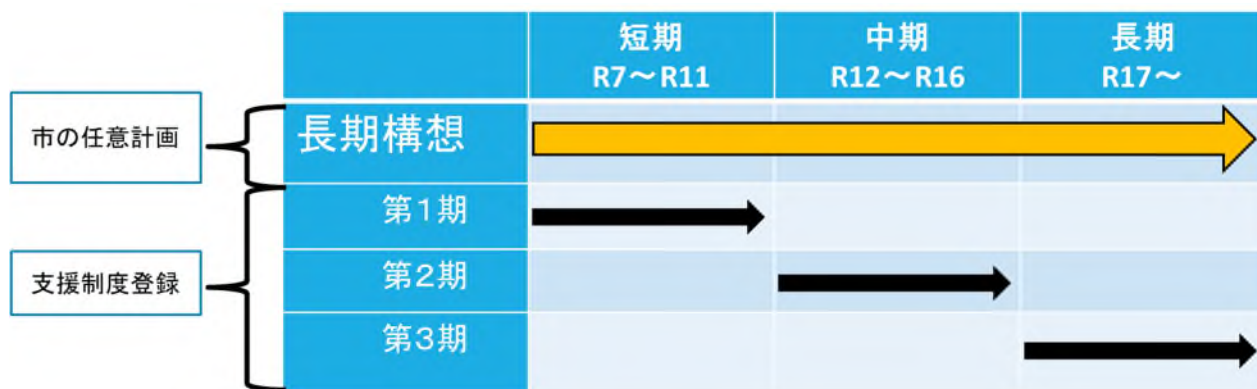 短期
R7～R11
中期
R12～R16
長期
R17～
市の任意計画
長期構想
第1期
支援制度登録
第2期
第3期